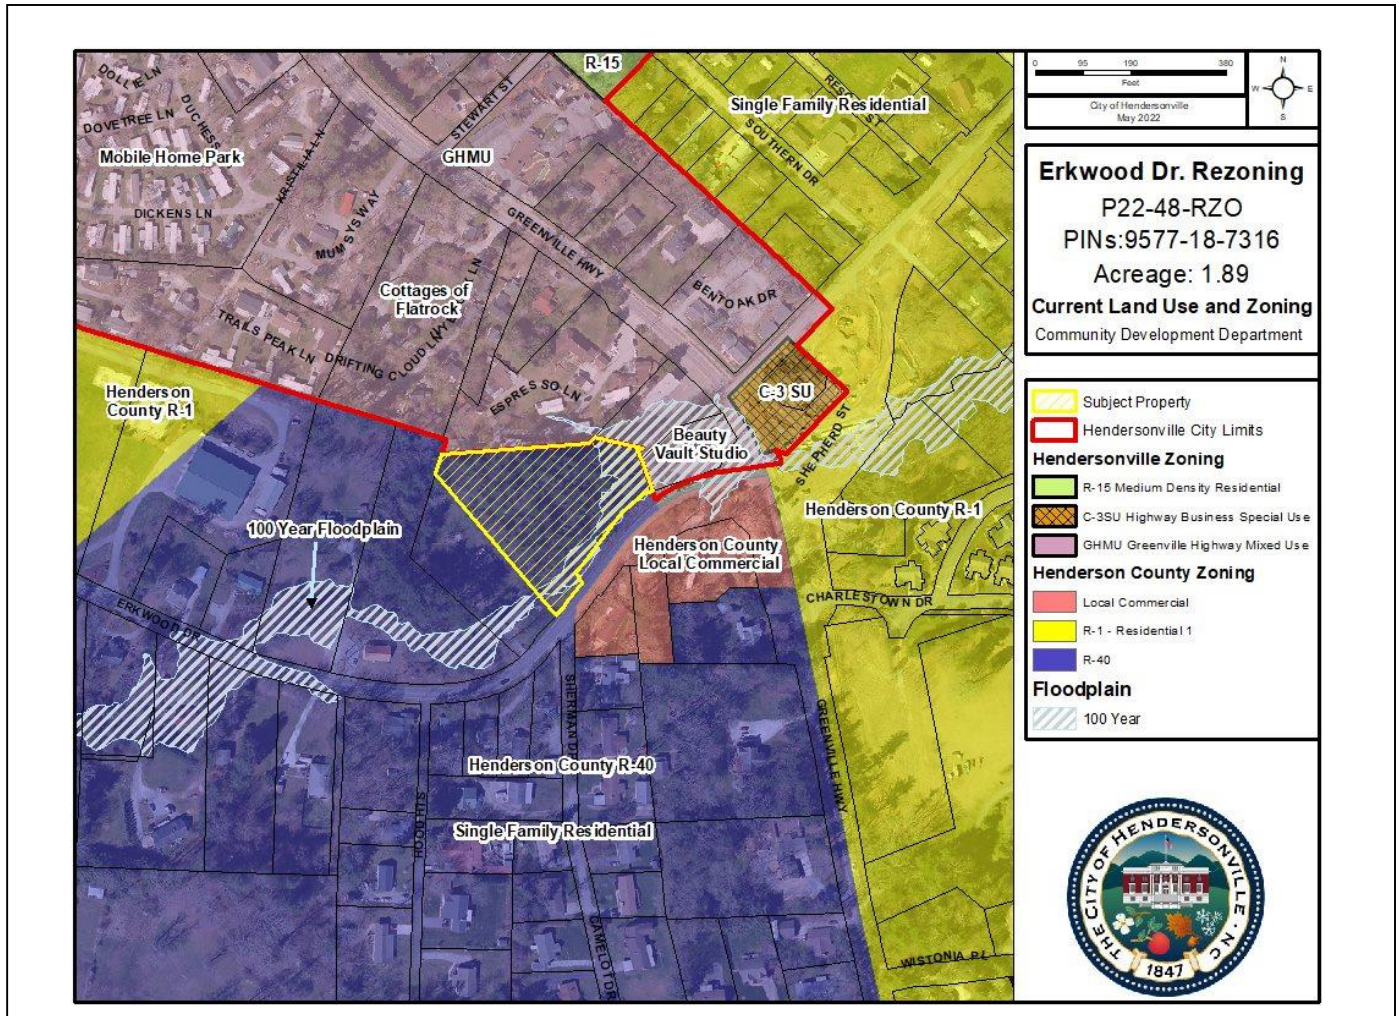 R-15
DOLLIE LN
DUCHESS
DOVETREE LN
Mobile Home Park
KRISTILIA LN
STEWART ST
GHMU
RESC
ST
Single Family Residential
SOUTHERN DR
DICKENS LN
MUMSYS WAY
GREENVILLE HWY
BENTOAK DR
Cottages of
Flatrock
TRAILS PEAK LN
DRIFTING CLOUD LN
ESPRESSO LN
C-3 SU
Henderson
County R-1
Beauty
Vault Studio
SHEPHERD ST
100 Year Floodplain
Henderson County R-1
Henderson County
Local Commercial
CHARLESTOWN DR
ERKWOOD DR
SHERMAN DR
GREENVILLE HWY
Henderson County R-40
HOOD HTS
Single Family Residential
CAMELOT DR
WISTONIA PL
0 95 190 380
Feet
City of Hendersonville
May 2022
N
W E
S
Erkwood Dr. Rezoning
P22-48-RZO
PINs:9577-18-7316
Acreage: 1.89
Current Land Use and Zoning
Community Development Department
Subject Property
Hendersonville City Limits
Hendersonville Zoning
R-15 Medium Density Residential
C-3SU Highway Business Special Use
GHMU Greenville Highway Mixed Use
Henderson County Zoning
Local Commercial
R-1 - Residential 1
R-40
Floodplain
100 Year
THE CITY OF HENDERSONVILLE · NC
1847